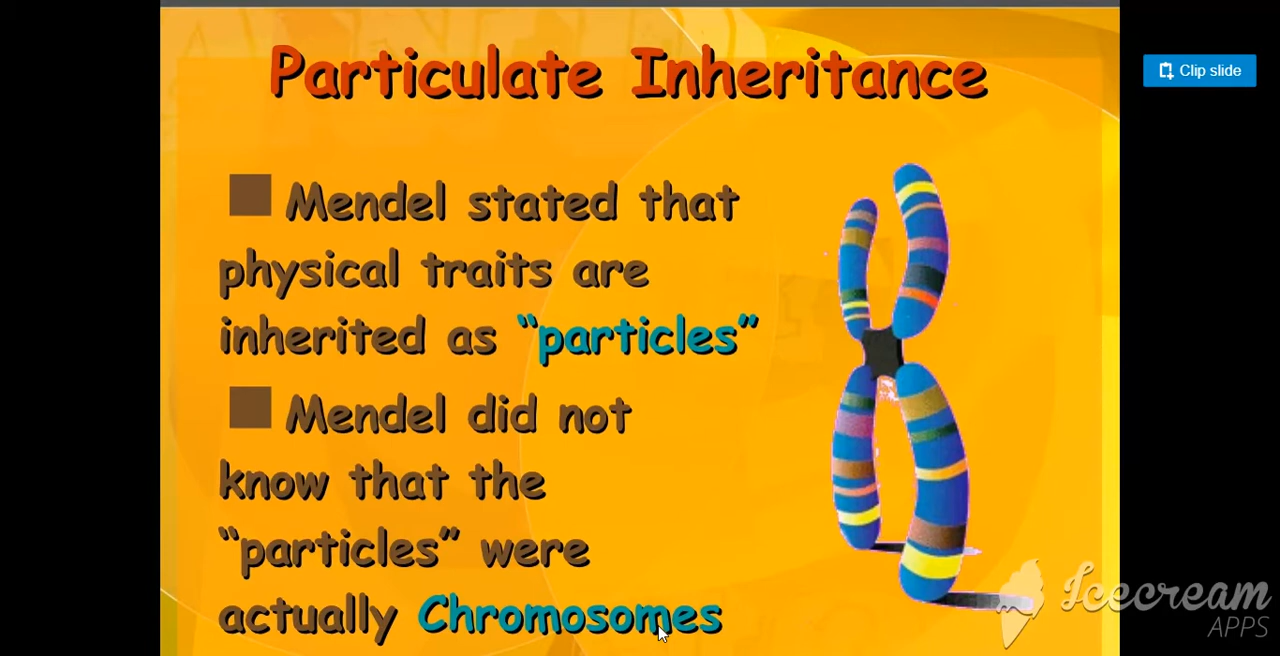 Particulate Inheritance
Clip slide
Mendel stated that
physical traits are
inherited as “particles”
Mendel did not
know that the
“particles” were
actually Chromosomes
Icecream
APPS